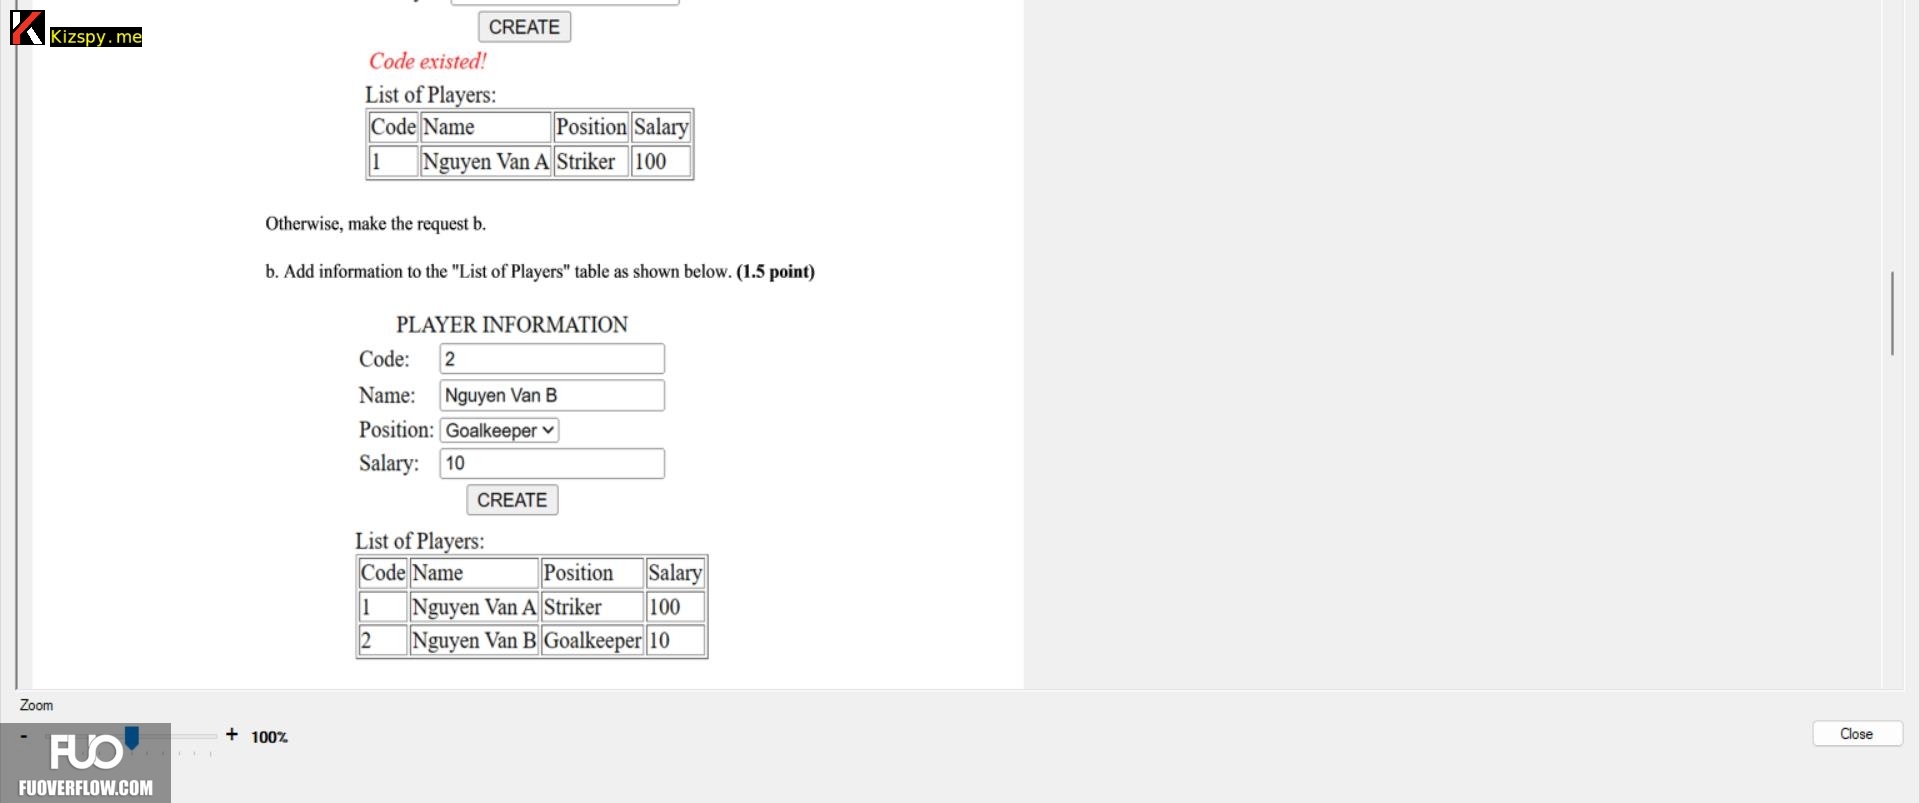 Kizspy.me
CREATE
Code existed!
List of Players:
Code Name Position Salary
1 Nguyen Van A Striker 100
Otherwise, make the request b.
b. Add information to the "List of Players" table as shown below. (1.5 point)
PLAYER INFORMATION
Code: 2
Name: Nguyen Van B
Position: Goalkeeper
Salary: 10
CREATE
List of Players:
Code Name Position Salary
1 Nguyen Van A Striker 100
2 Nguyen Van B Goalkeeper 10
Zoom
- + 100%
Close
FUO
FUOVERFLOW.COM